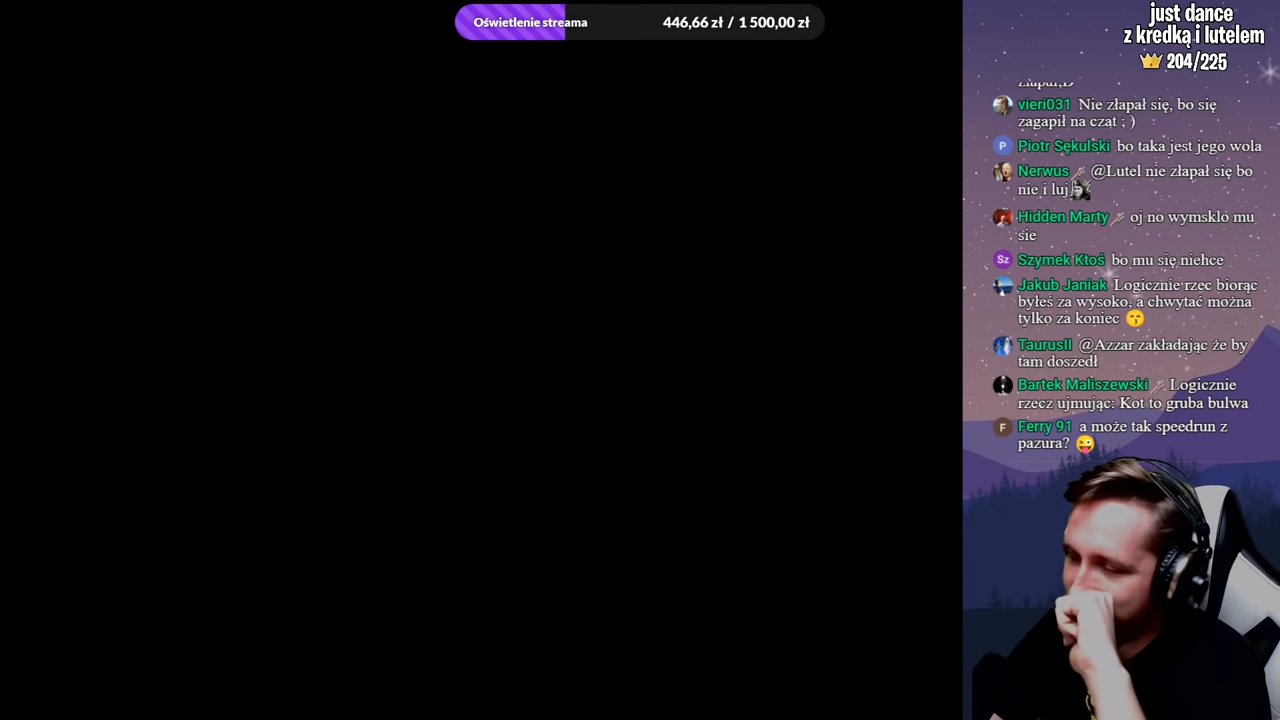 Oświetlenie streama 446,66 zł / 1 500,00 zł
just dance
z kredką i lutelem
204/225
złapał;D
vieri031 Nie złapał się, bo się
zagapił na czat ; )
P Piotr Sękulski bo taka jest jego wola
Nerwus @Lutel nie złapał się bo
nie i luj
Hidden Marty oj no wymskło mu
sie
Sz Szymek Ktoś bo mu się niehce
Jakub Janiak Logicznie rzec biorąc
byłeś za wysoko, a chwytać można
tylko za koniec
TaurusII @Azzar zakładając że by
tam doszedł
Bartek Maliszewski Logicznie
rzecz ujmując: Kot to gruba bulwa
F Ferry 91 a może tak speedrun z
pazura?